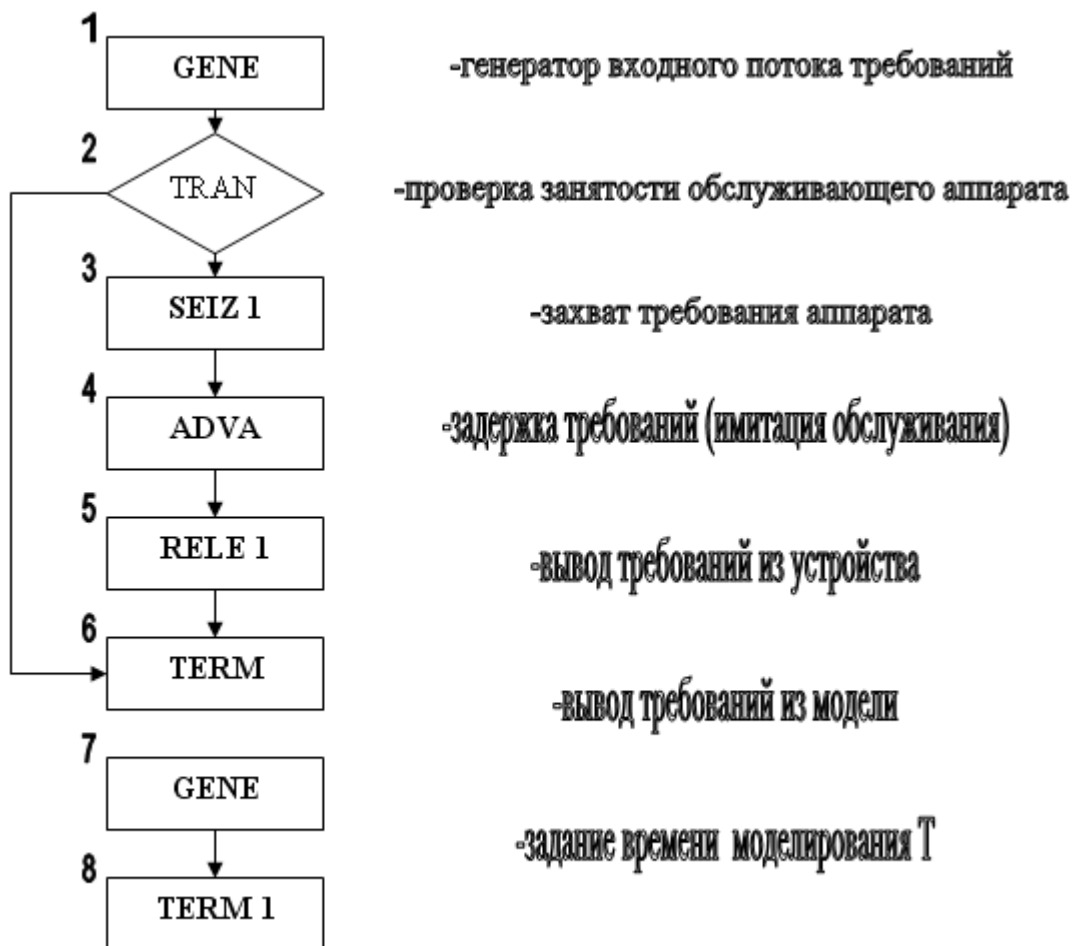 1
GENE
-генератор входного потока требований
2
TRAN
-проверка занятости обслуживающего аппарата
3
SEIZ 1
-захват требования аппарата
4
ADVA
-задержка требований (имитация обслуживания)
5
RELE 1
-вывод требований из устройства
6
TERM
-вывод требований из модели
7
GENE
-задание времени моделирования Т
8
TERM 1